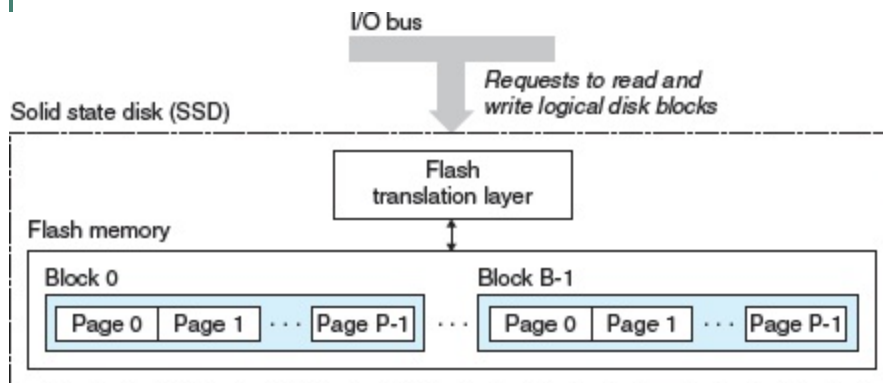 I/O bus
Requests to read and
write logical disk blocks
Solid state disk (SSD)
Flash
translation layer
Flash memory
Block 0
Block B-1
Page 0 Page 1 · · · Page P-1 · · · Page 0 Page 1 · · · Page P-1